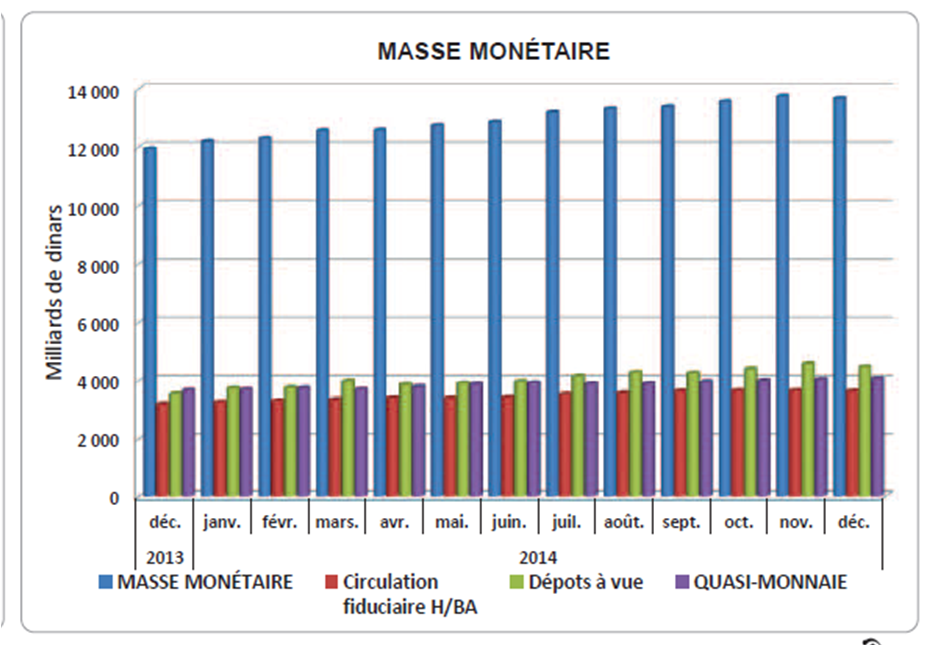 MASSE MONÉTAIRE
Milliards de dinars
14 000
12 000
10 000
8 000
6 000
4 000
2 000
0
déc. janv. févr. mars. avr. mai. juin. juil. août. sept. oct. nov. déc.
2013 2014
MASSE MONÉTAIRE Circulation fiduciaire H/BA Dépots à vue QUASI-MONNAIE